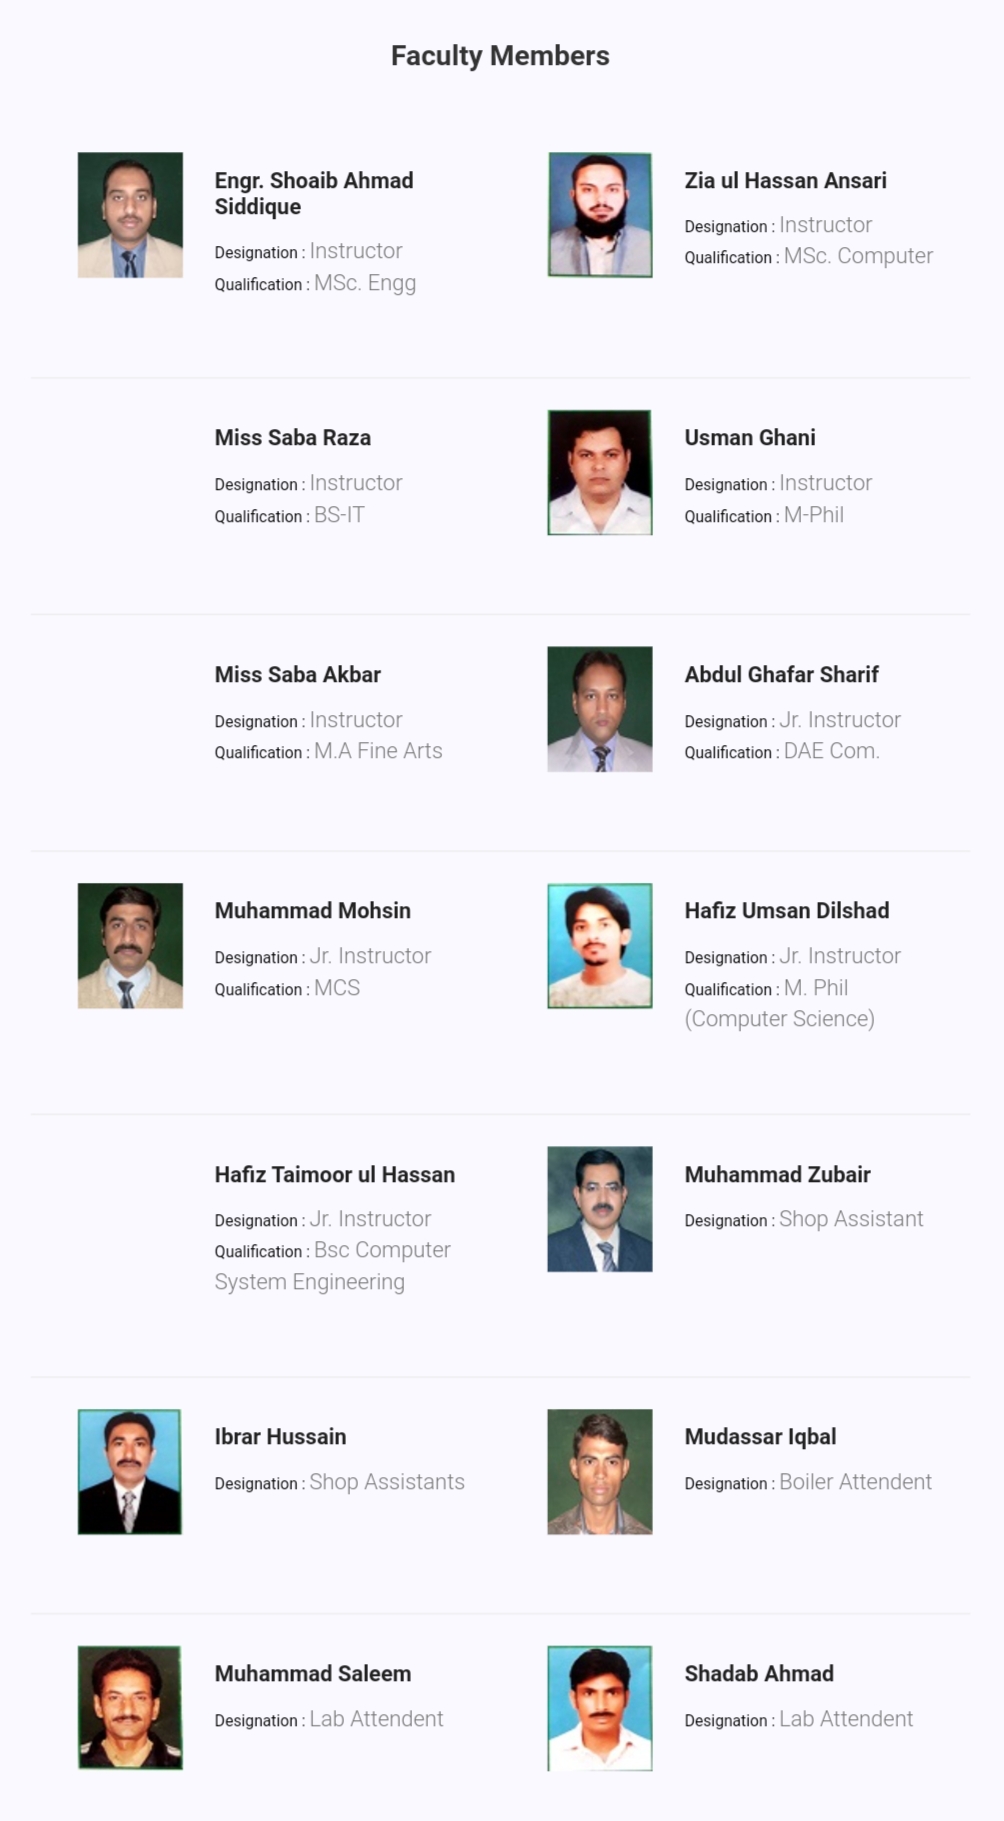 Faculty Members
Engr. Shoaib Ahmad
Siddique
Designation : Instructor
Qualification : MSc. Engg
Zia ul Hassan Ansari
Designation : Instructor
Qualification : MSc. Computer
Miss Saba Raza
Designation : Instructor
Qualification : BS-IT
Usman Ghani
Designation : Instructor
Qualification : M-Phil
Miss Saba Akbar
Designation : Instructor
Qualification : M.A Fine Arts
Abdul Ghafar Sharif
Designation : Jr. Instructor
Qualification : DAE Com.
Muhammad Mohsin
Designation : Jr. Instructor
Qualification : MCS
Hafiz Umsan Dilshad
Designation : Jr. Instructor
Qualification : M. Phil
(Computer Science)
Hafiz Taimoor ul Hassan
Designation : Jr. Instructor
Qualification : Bsc Computer
System Engineering
Muhammad Zubair
Designation : Shop Assistant
Ibrar Hussain
Designation : Shop Assistants
Mudassar Iqbal
Designation : Boiler Attendent
Muhammad Saleem
Designation : Lab Attendent
Shadab Ahmad
Designation : Lab Attendent